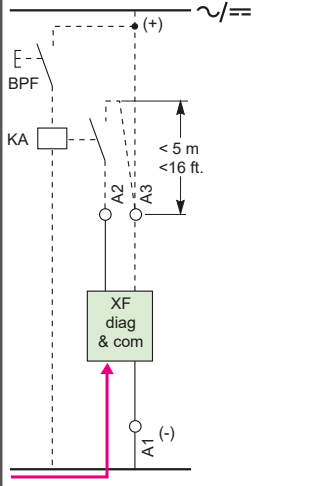 (+)
BPF
KA
< 5 m
<16 ft.
A2
A3
XF
diag
& com
(-)
A1